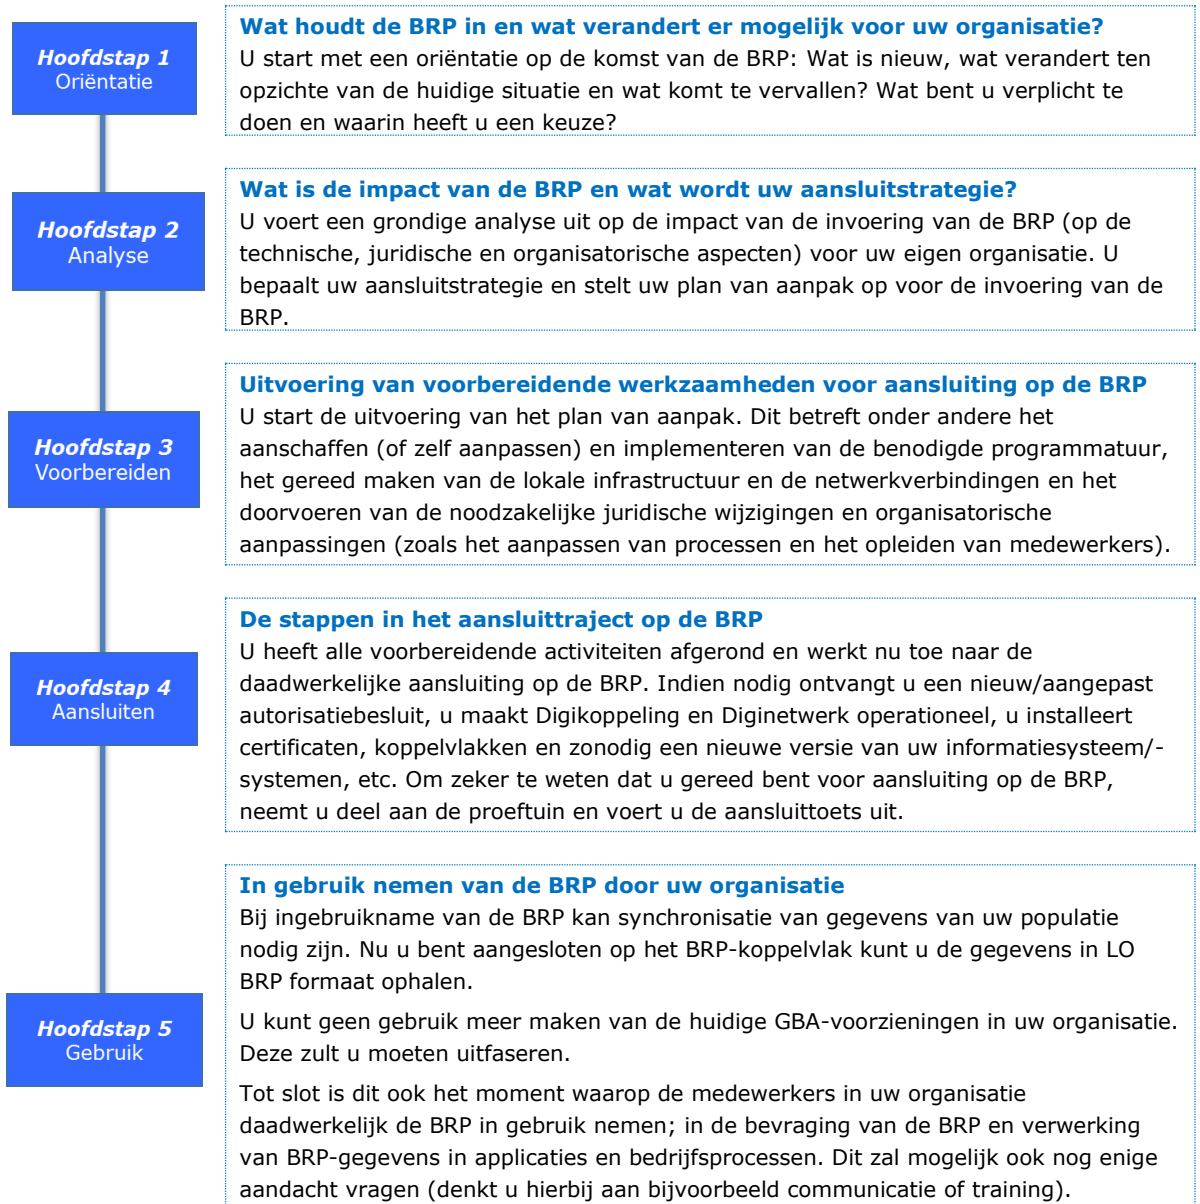 Hoofdstap 1
Oriëntatie
Wat houdt de BRP in en wat verandert er mogelijk voor uw organisatie?
U start met een oriëntatie op de komst van de BRP: Wat is nieuw, wat verandert ten
opzichte van de huidige situatie en wat komt te vervallen? Wat bent u verplicht te
doen en waarin heeft u een keuze?
Hoofdstap 2
Analyse
Wat is de impact van de BRP en wat wordt uw aansluitstrategie?
U voert een grondige analyse uit op de impact van de invoering van de BRP (op de
technische, juridische en organisatorische aspecten) voor uw eigen organisatie. U
bepaalt uw aansluitstrategie en stelt uw plan van aanpak op voor de invoering van de
BRP.
Hoofdstap 3
Voorbereiden
Uitvoering van voorbereidende werkzaamheden voor aansluiting op de BRP
U start de uitvoering van het plan van aanpak. Dit betreft onder andere het
aanschaffen (of zelf aanpassen) en implementeren van de benodigde programmatuur,
het gereed maken van de lokale infrastructuur en de netwerkverbindingen en het
doorvoeren van de noodzakelijke juridische wijzigingen en organisatorische
aanpassingen (zoals het aanpassen van processen en het opleiden van medewerkers).
Hoofdstap 4
Aansluiten
De stappen in het aansluittraject op de BRP
U heeft alle voorbereidende activiteiten afgerond en werkt nu toe naar de
daadwerkelijke aansluiting op de BRP. Indien nodig ontvangt u een nieuw/aangepast
autorisatiebesluit, u maakt Digikoppeling en Diginetwerk operationeel, u installeert
certificaten, koppelvlakken en zonodig een nieuwe versie van uw informatiesysteem/-
systemen, etc. Om zeker te weten dat u gereed bent voor aansluiting op de BRP,
neemt u deel aan de proeftuin en voert u de aansluittoets uit.
Hoofdstap 5
Gebruik
In gebruik nemen van de BRP door uw organisatie
Bij ingebruikname van de BRP kan synchronisatie van gegevens van uw populatie
nodig zijn. Nu u bent aangesloten op het BRP-koppelvlak kunt u de gegevens in LO
BRP formaat ophalen.
U kunt geen gebruik meer maken van de huidige GBA-voorzieningen in uw organisatie.
Deze zult u moeten uitfaseren.
Tot slot is dit ook het moment waarop de medewerkers in uw organisatie
daadwerkelijk de BRP in gebruik nemen; in de bevraging van de BRP en verwerking
van BRP-gegevens in applicaties en bedrijfsprocessen. Dit zal mogelijk ook nog enige
aandacht vragen (denkt u hierbij aan bijvoorbeeld communicatie of training).